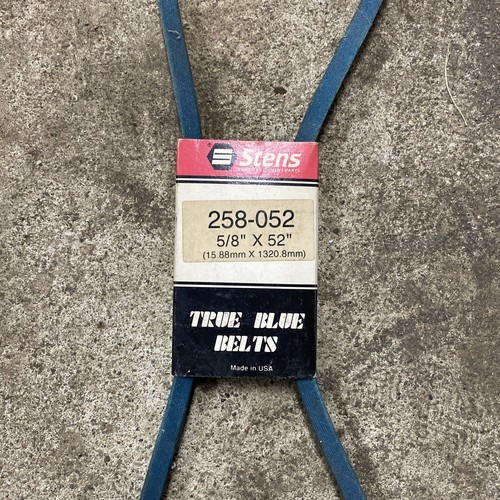 Stens
258-052
5/8" X 52"
(15.88mm X 1320.8mm)
TRUE BLUE
BELTS
Made in USA